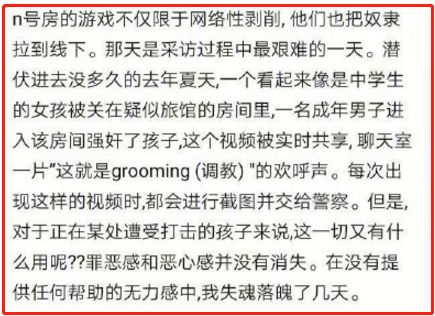 n号房的游戏不仅限于网络性剥削, 他们也把奴隶
拉到线下。那天是采访过程中最艰难的一天。潜
伏进去没多久的去年夏天,一个看起来像是中学生
的女孩被关在疑似旅馆的房间里,一名成年男子进
入该房间强奸了孩子,这个视频被实时共享, 聊天室
一片"这就是grooming (调教) "的欢呼声。每次出
现这样的视频时,都会进行截图并交给警察。但是,
对于正在某处遭受打击的孩子来说,这一切又有什
么用呢??罪恶感和恶心感并没有消失。在没有提
供任何帮助的无力感中,我失魂落魄了几天。